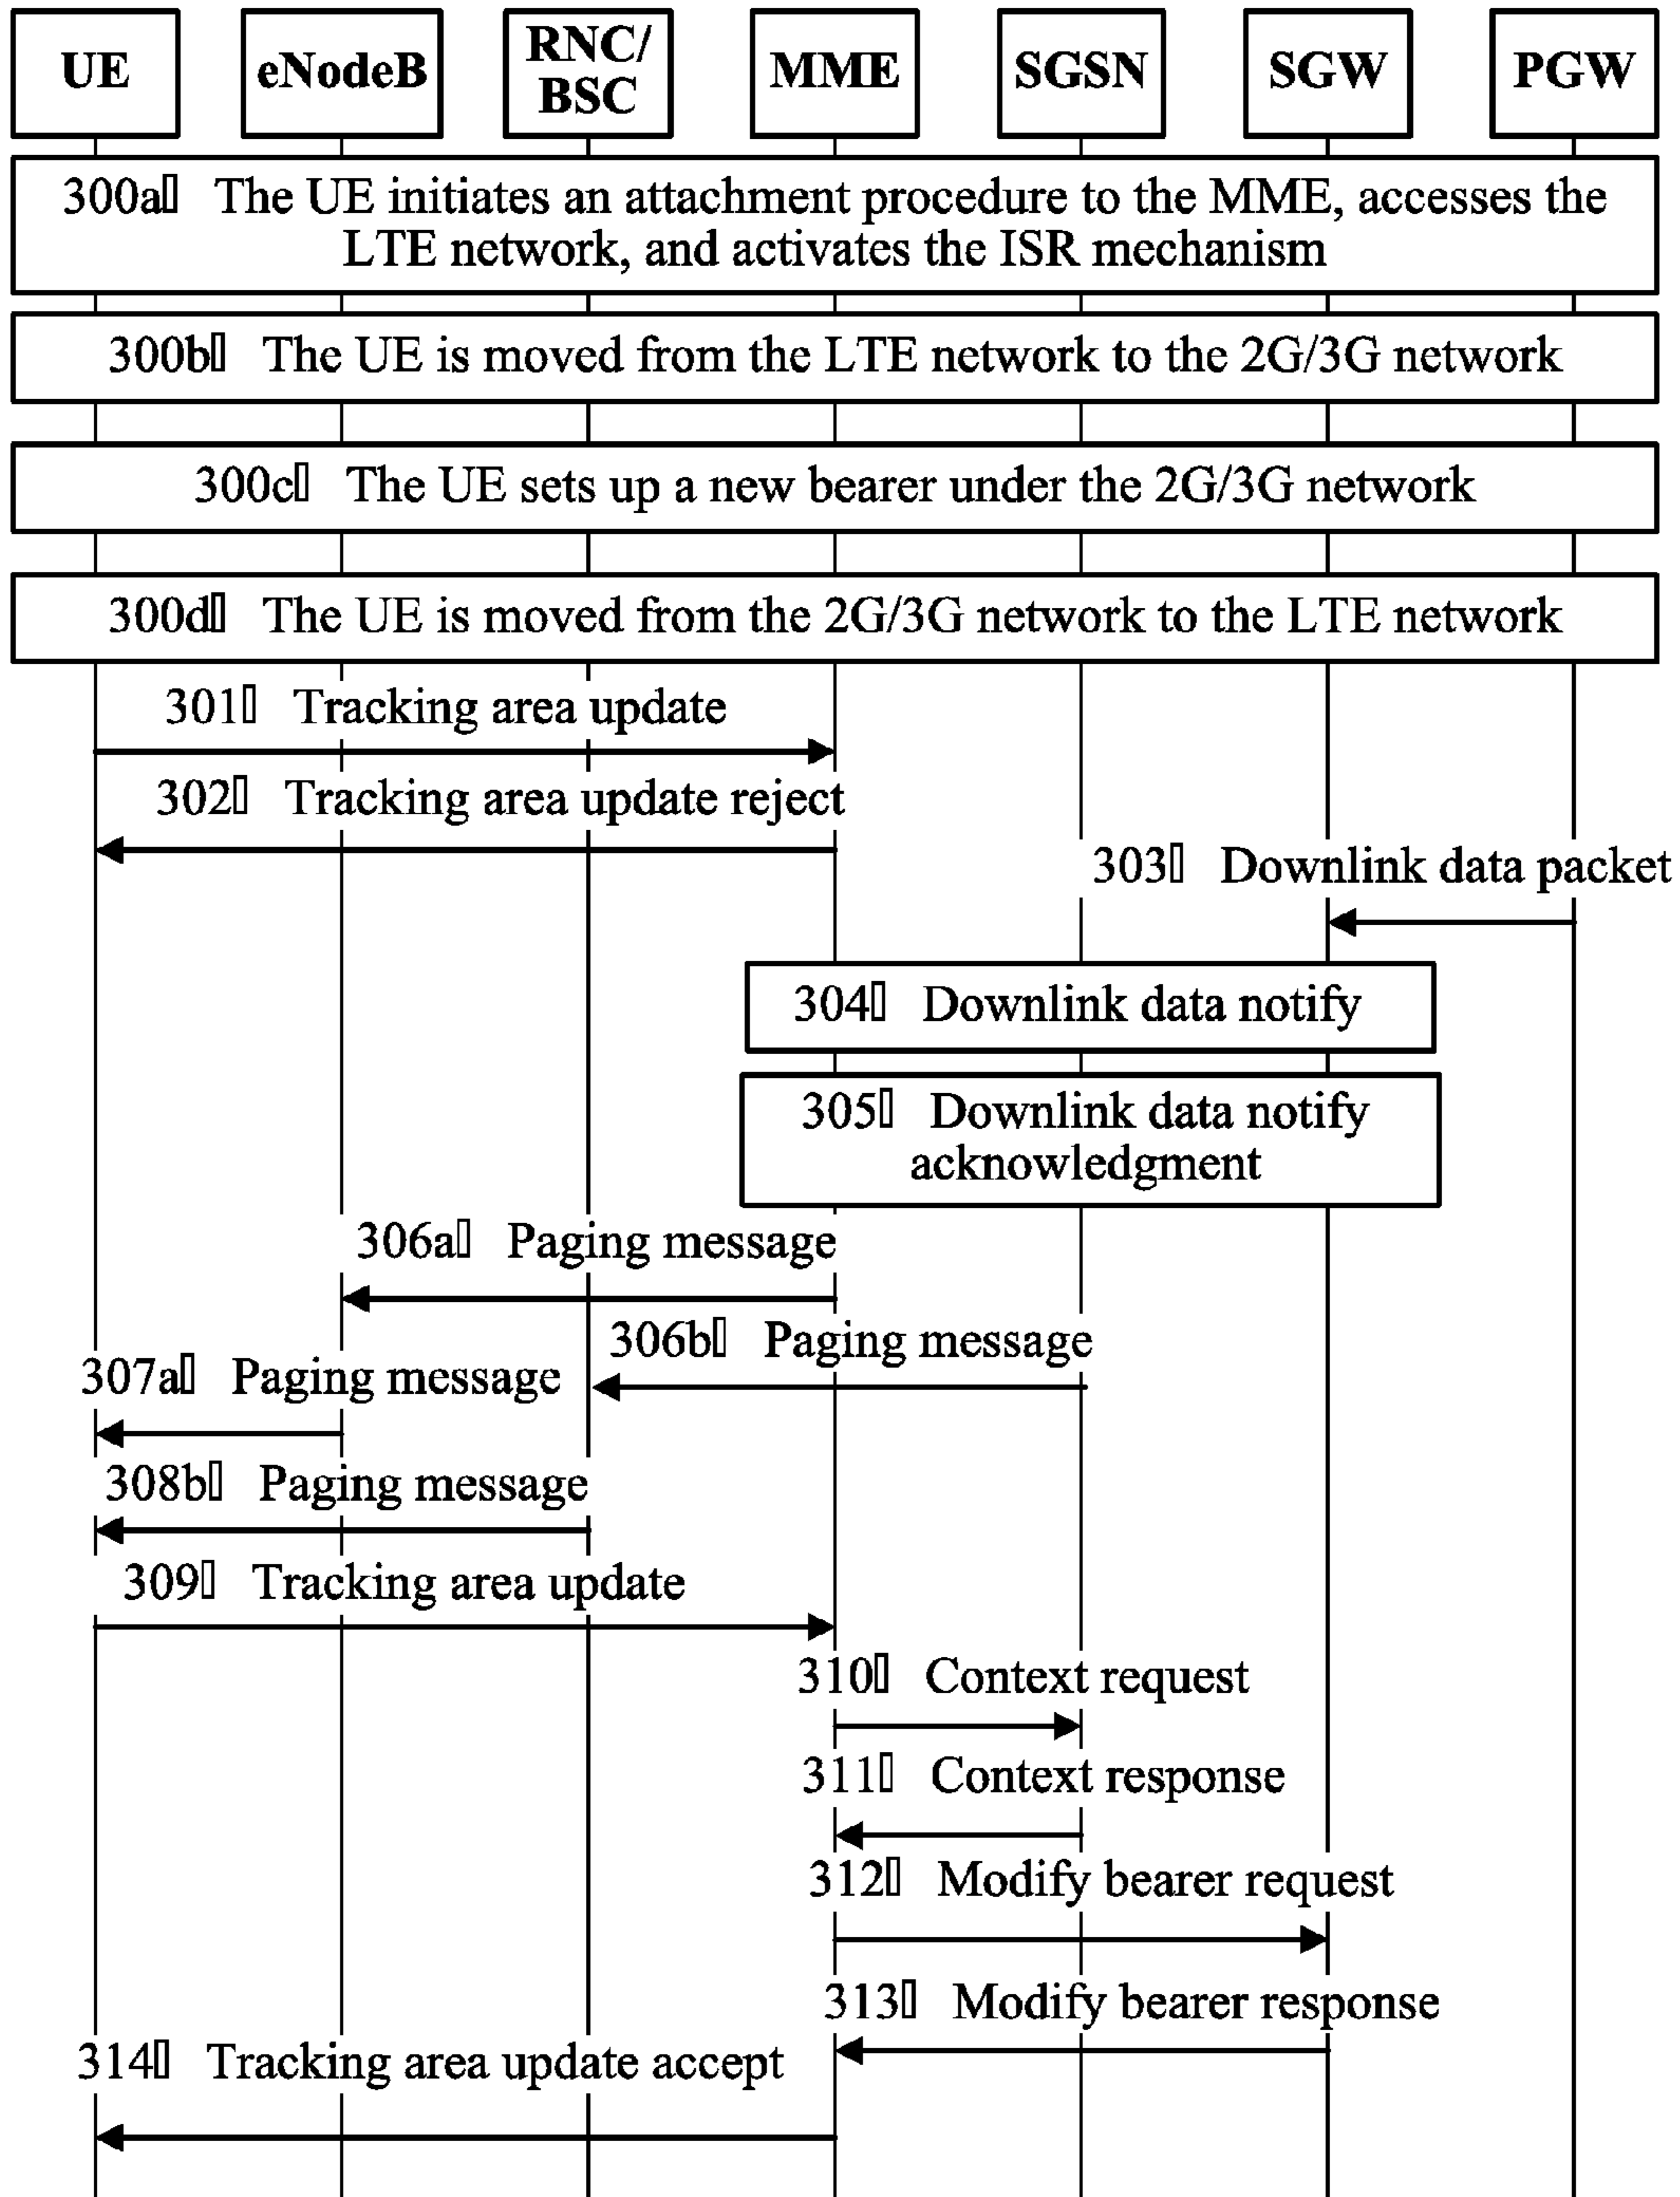 UE
eNodeB
RNC/
BSC
MME
SGSN
SGW
PGW
300a The UE initiates an attachment procedure to the MME, accesses the
LTE network, and activates the ISR mechanism
300b The UE is moved from the LTE network to the 2G/3G network
300c The UE sets up a new bearer under the 2G/3G network
300d The UE is moved from the 2G/3G network to the LTE network
301 Tracking area update
302 Tracking area update reject
303 Downlink data packet
304 Downlink data notify
305 Downlink data notify
acknowledgment
306a Paging message
306b Paging message
307a Paging message
308b Paging message
309 Tracking area update
310 Context request
311 Context response
312 Modify bearer request
313 Modify bearer response
314 Tracking area update accept